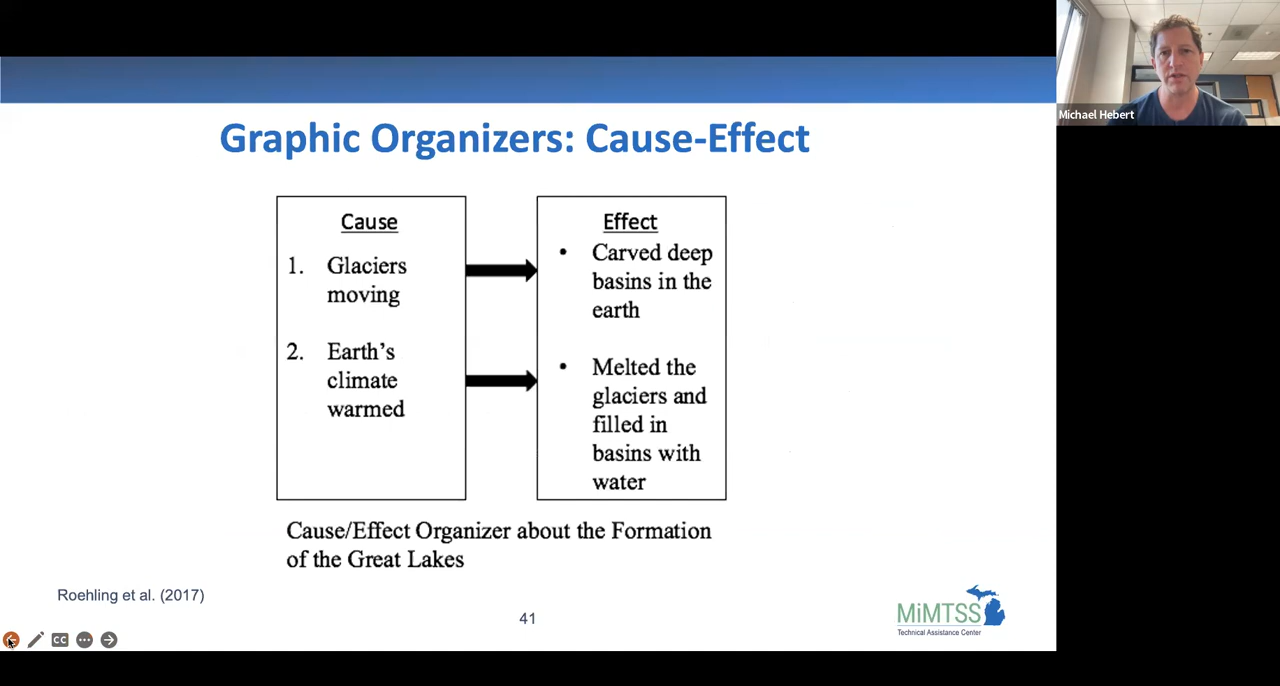 Michael Hebert
Graphic Organizers: Cause-Effect
Cause
1. Glaciers
moving
2. Earth's
climate
warmed
Effect
• Carved deep
basins in the
earth
• Melted the
glaciers and
filled in
basins with
water
Cause/Effect Organizer about the Formation
of the Great Lakes
Roehling et al. (2017)
41
MiMTSS
Technical Assistance Center
CC